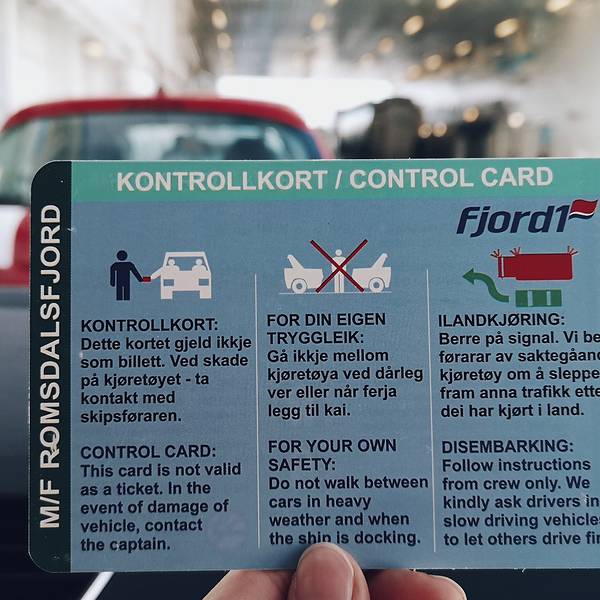 KONTROLLKORT / CONTROL CARD
M/F ROMSDALSFJORD
Fjord1
KONTROLLKORT:
Dette kortet gjeld ikkje
som billett. Ved skade
på kjøretøyet - ta
kontakt med
skipsføraren.
CONTROL CARD:
This card is not valid
as a ticket. In the
event of damage of
vehicle, contact
the captain.
FOR DIN EIGEN
TRYGGLEIK:
Gå ikkje mellom
kjøretøya ved dårleg
ver eller når ferja
legg til kai.
FOR YOUR OWN
SAFETY:
Do not walk between
cars in heavy
weather and when
the ship is docking.
ILANDKJØRING:
Berre på signal. Vi be
førarar av saktegåan
kjøretøy om å sleppe
fram anna trafikk ette
dei har kjørt i land.
DISEMBARKING:
Follow instructions
from crew only. We
kindly ask drivers in
slow driving vehicles
to let others drive fi